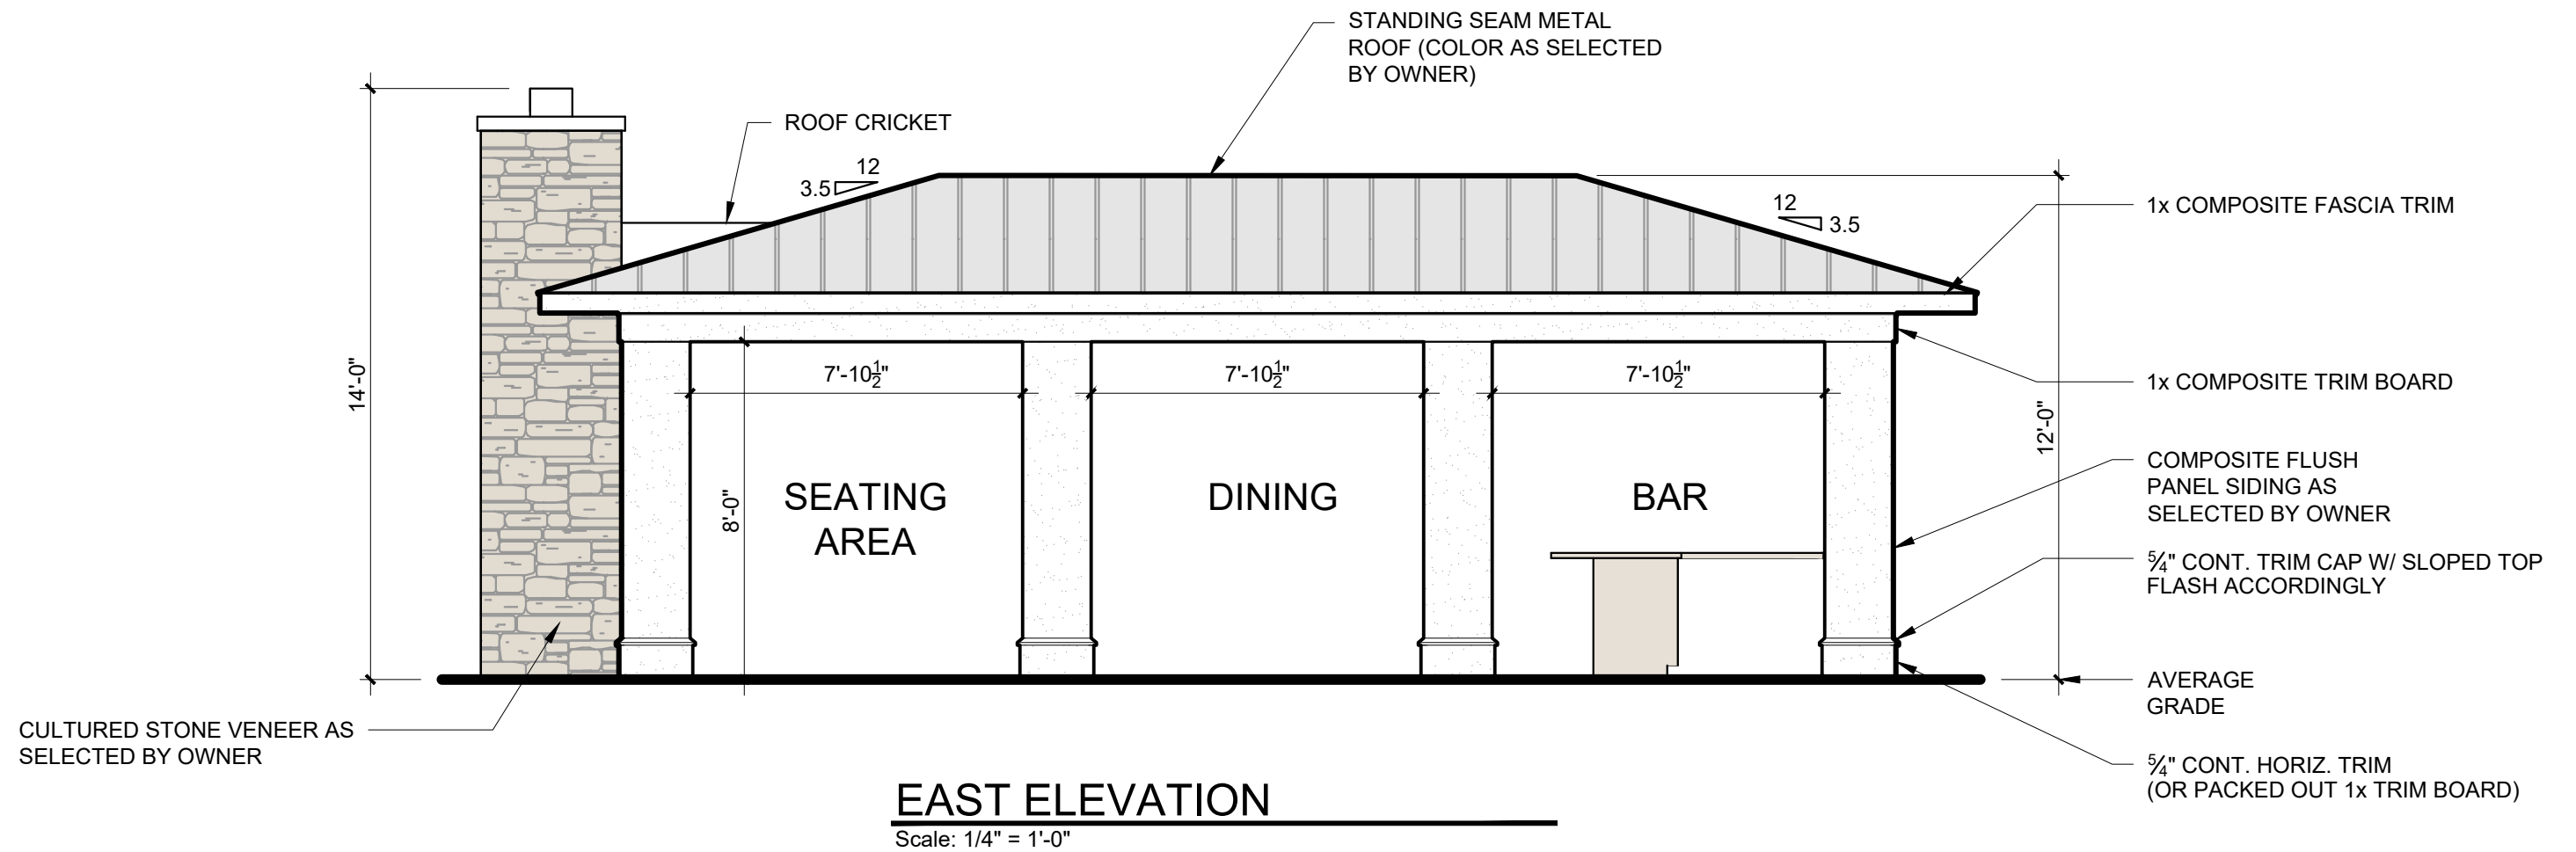 STANDING SEAM METAL
ROOF (COLOR AS SELECTED
BY OWNER)
ROOF CRICKET
12
3.5
12
3.5
1x COMPOSITE FASCIA TRIM
14'-0"
7'-10½"
7'-10½"
7'-10½"
1x COMPOSITE TRIM BOARD
12'-0"
8'-0"
SEATING
AREA
DINING
BAR
COMPOSITE FLUSH
PANEL SIDING AS
SELECTED BY OWNER
5⁄4" CONT. TRIM CAP W/ SLOPED TOP
FLASH ACCORDINGLY
AVERAGE
GRADE
CULTURED STONE VENEER AS
SELECTED BY OWNER
5⁄4" CONT. HORIZ. TRIM
(OR PACKED OUT 1x TRIM BOARD)
EAST ELEVATION
Scale: 1/4" = 1'-0"